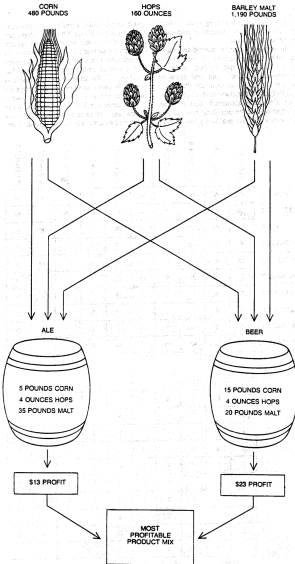 CORN
480 POUNDS
HOPS
160 OUNCES
BARLEY MALT
1,190 POUNDS
ALE
5 POUNDS CORN
4 OUNCES HOPS
35 POUNDS MALT
BEER
15 POUNDS CORN
4 OUNCES HOPS
20 POUNDS MALT
$13 PROFIT
$23 PROFIT
MOST
PROFITABLE
PRODUCT MIX